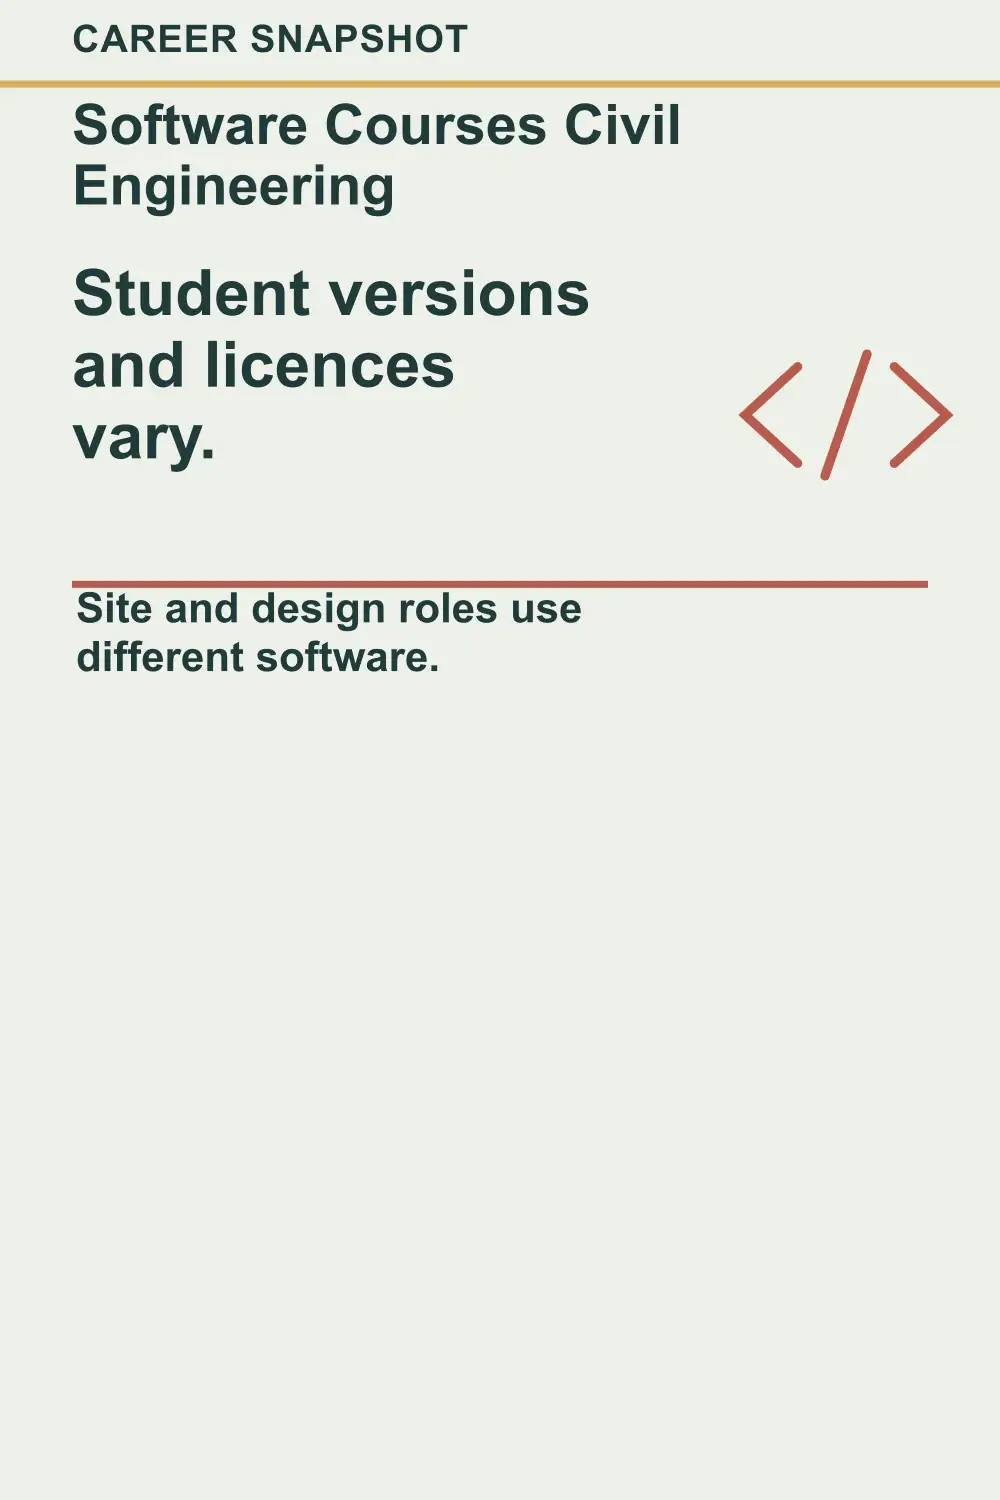 CAREER SNAPSHOT
Software Courses Civil
Engineering
Student versions
and licences
vary.
Site and design roles use
different software.